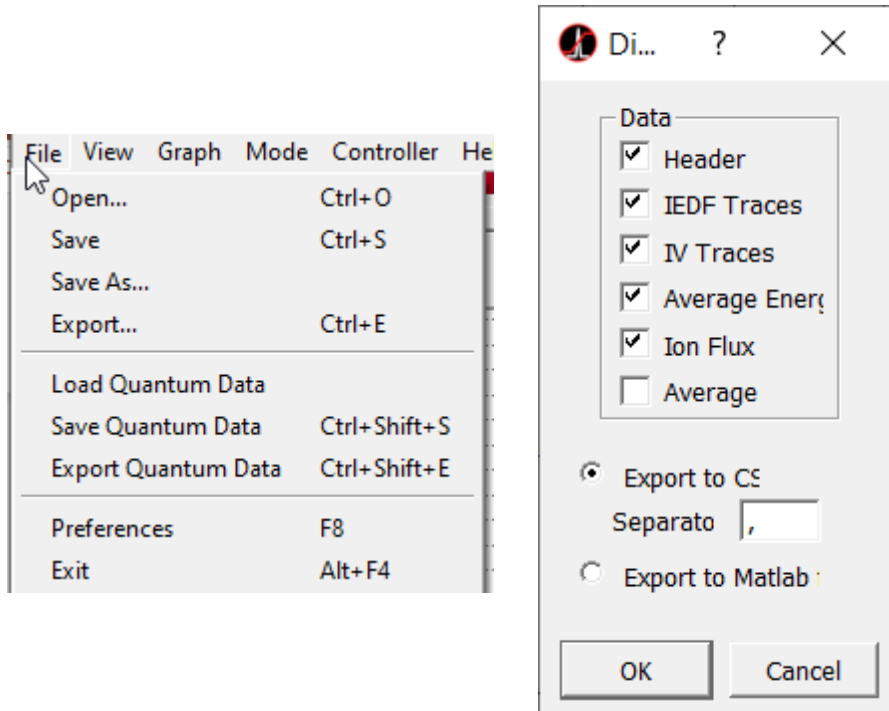 File View Graph Mode Controller He
Open... Ctrl+O
Save Ctrl+S
Save As...
Export... Ctrl+E
Load Quantum Data
Save Quantum Data Ctrl+Shift+S
Export Quantum Data Ctrl+Shift+E
Preferences F8
Exit Alt+F4
Di... ? ×
Data
Header
IEDF Traces
IV Traces
Average Energ
Ion Flux
Average
Export to CS
Separato ,
Export to Matlab
OK Cancel